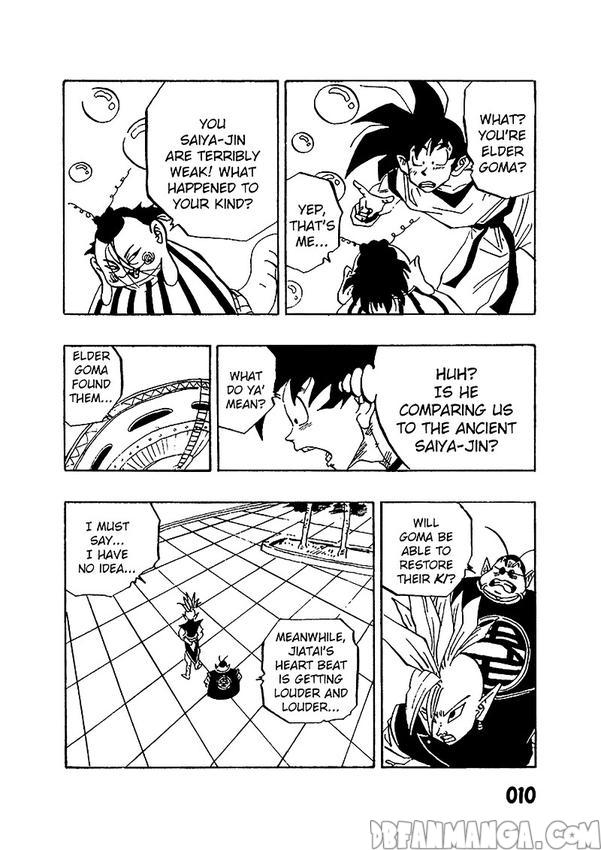 WHAT?
YOU'RE
ELDER
GOMA?
YEP,
THAT'S
ME...
YOU
SAIYA-JIN
ARE TERRIBLY
WEAK! WHAT
HAPPENED TO
YOUR KIND?
HUH?
IS HE
COMPARING US
TO THE ANCIENT
SAIYA-JIN?
WHAT
DO YA'
MEAN?
ELDER
GOMA
FOUND
THEM...
WILL
GOMA BE
ABLE TO
RESTORE
THEIR KI?
I MUST
SAY...
I HAVE
NO IDEA...
MEANWHILE,
JIATAI'S
HEART BEAT
IS GETTING
LOUDER AND
LOUDER...
010
DBFANMANGA.COM